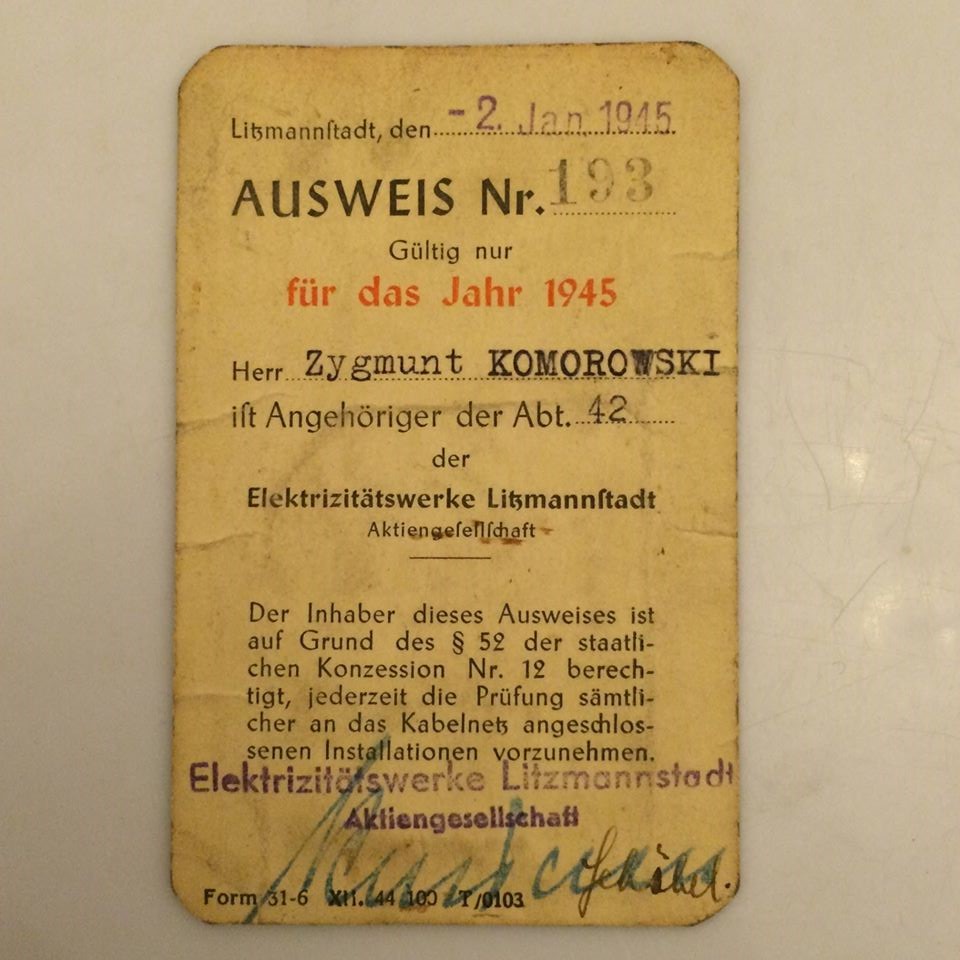 Litzmannſtadt, den - 2. Jan. 1945
AUSWEIS Nr. 193
Gültig nur
für das Jahr 1945
Herr Zygmunt KOMOROWSKI
iſt Angehöriger der Abt. 42
der
Elektrizitätswerke Litzmannſtadt
Aktiengeſellſchaft
Der Inhaber dieses Ausweises ist
auf Grund des § 52 der staatli-
chen Konzession Nr. 12 berech-
tigt, jederzeit die Prüfung sämtli-
cher an das Kabelnetz angeschlos-
senen Installationen vorzunehmen.
Elektrizitätswerke Litzmannstadt
Aktiengesellschaft
Form 31-6 XII. 44 100 T/0103